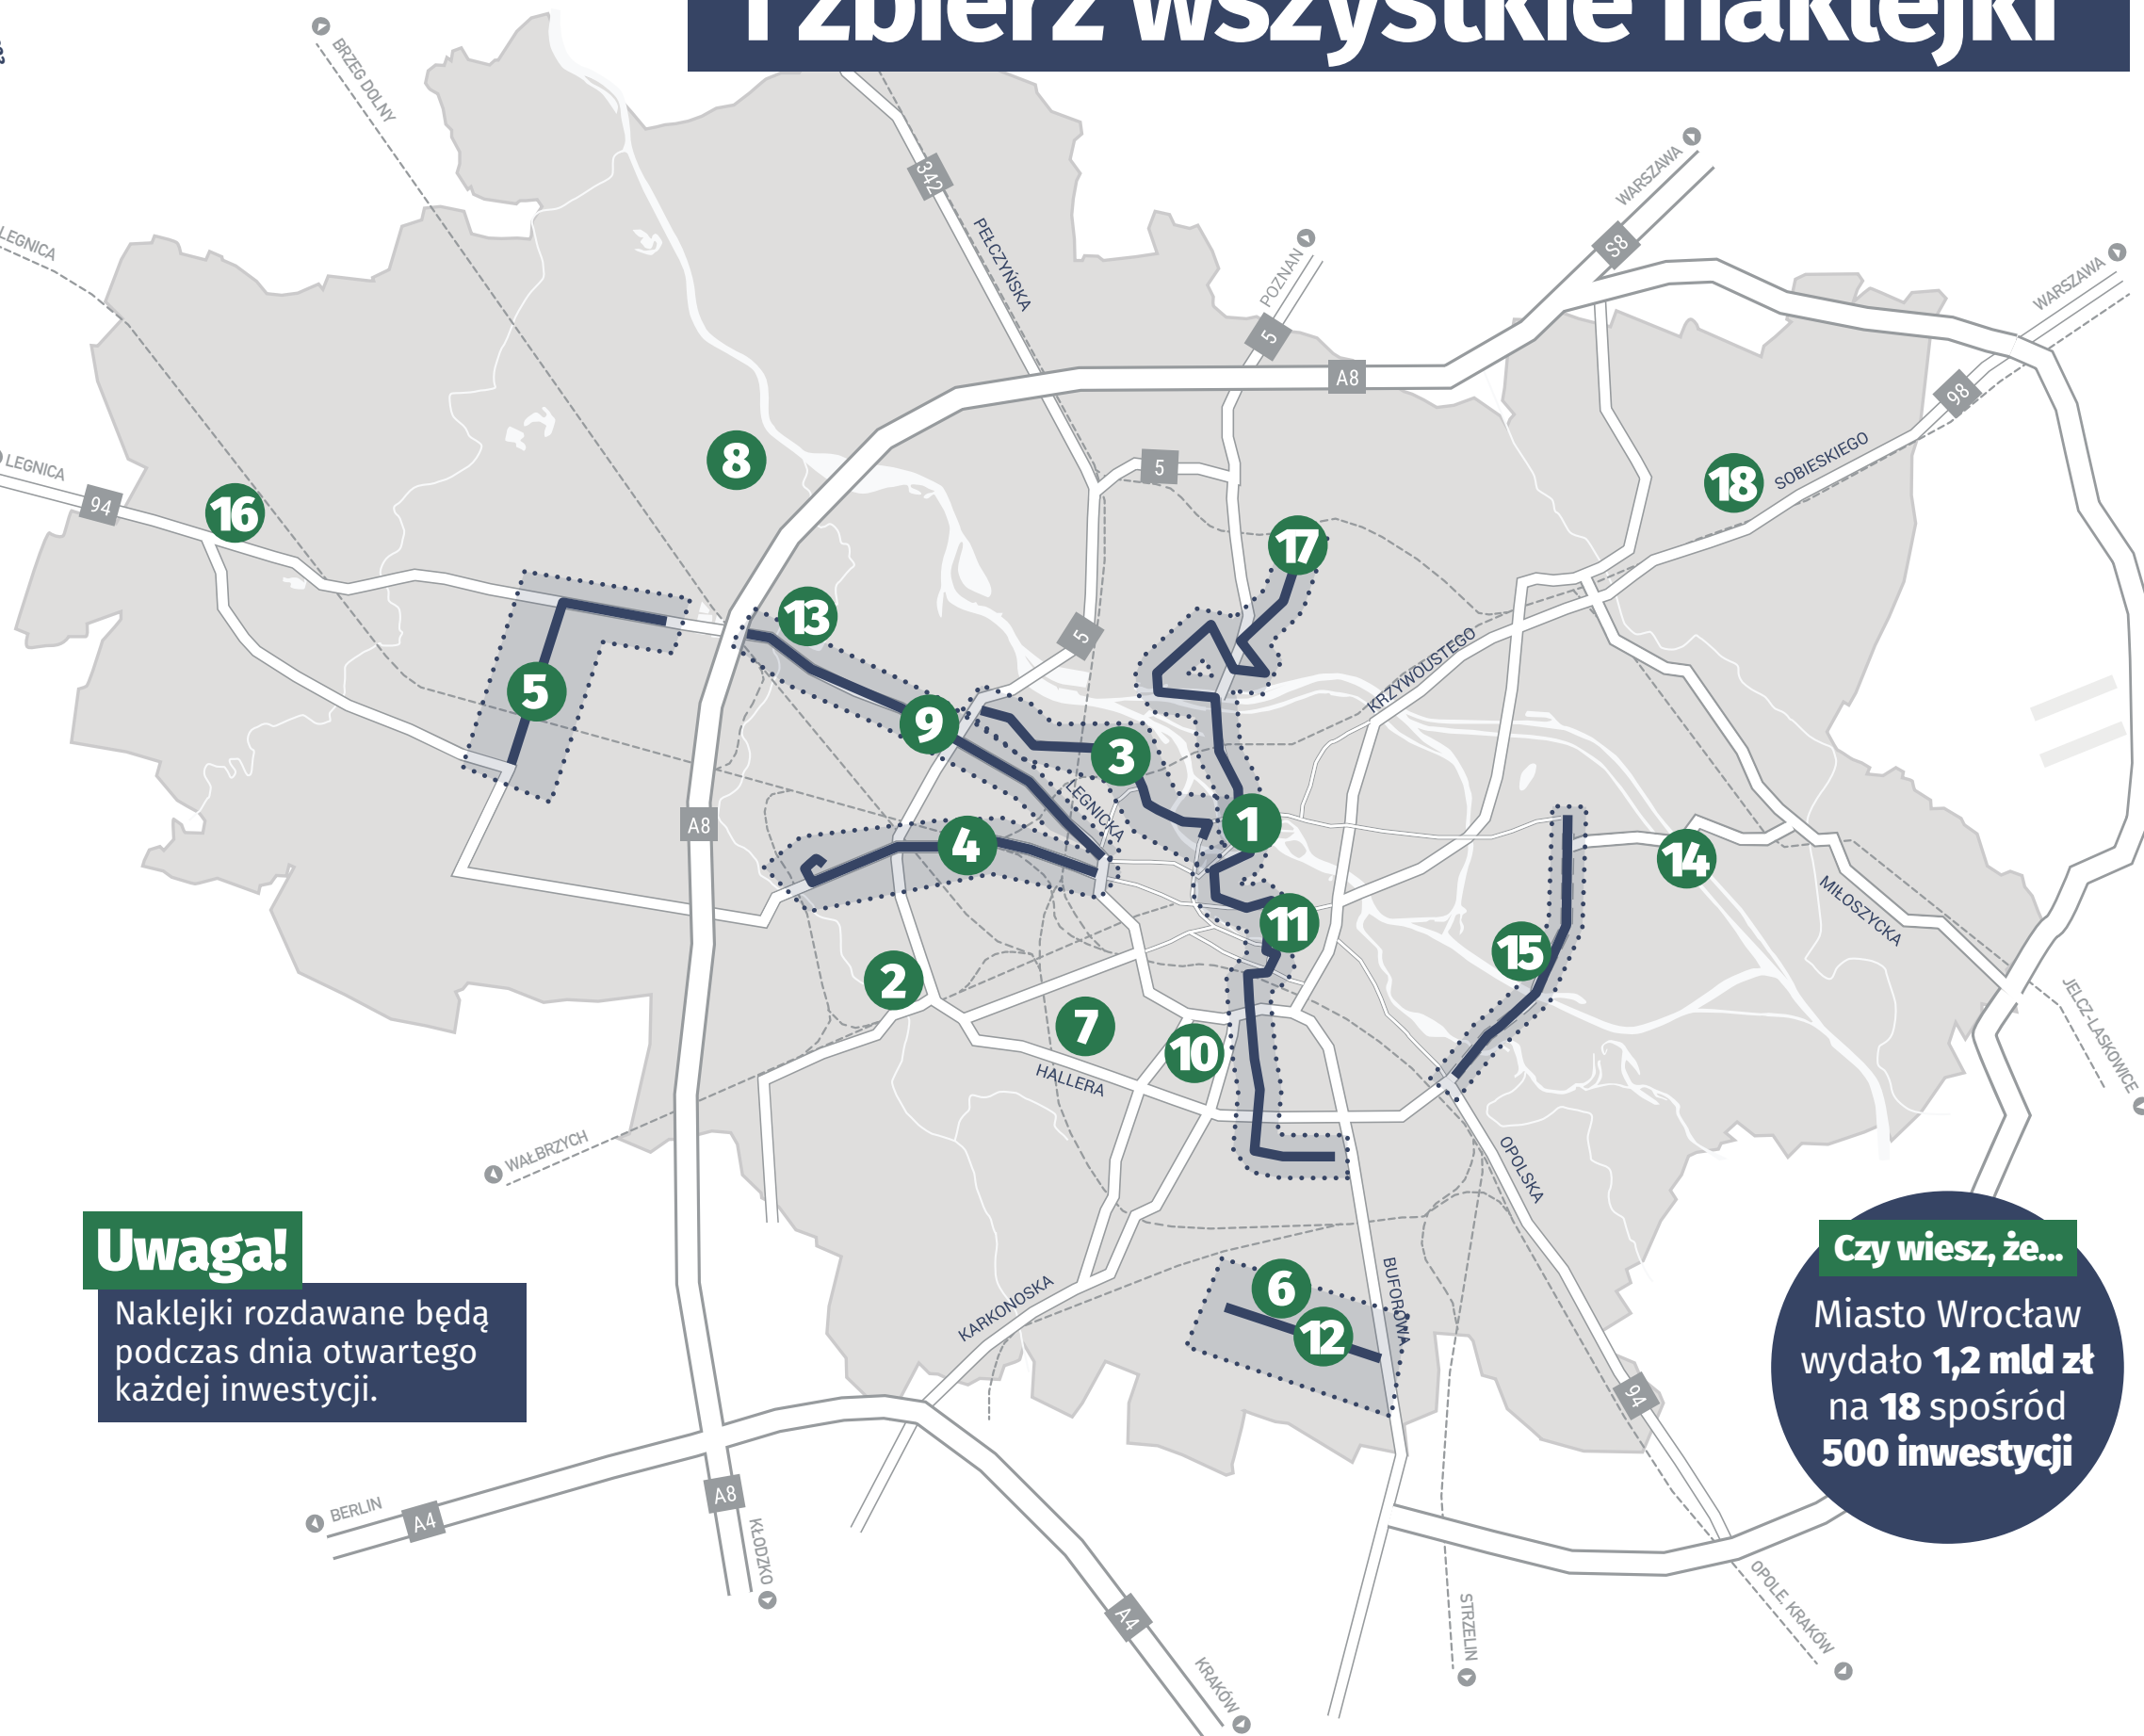 i zbierz wszystkie naklejki
BRZEG DOLNY
342
PEŁCZYŃSKA
WARSZAWA
S8
POZNAŃ
5
WARSZAWA
LEGNICA
A8
98
8
5
18
SOBIESKIEGO
LEGNICA
94
16
17
13
5
KRZYWOUSTEGO
5
9
3
LEGNICKA
A8
4
1
14
MIŁOSZYCKA
11
15
2
7
10
HALLERA
JELCZ-LASKOWICE
WAŁBRZYCH
OPOLSKA
Uwaga!
Naklejki rozdawane będą
podczas dnia otwartego
każdej inwestycji.
KARKONOSKA
6
12
BUFOROWA
94
Czy wiesz, że...
Miasto Wrocław
wydało 1,2 mld zł
na 18 spośród
500 inwestycji
BERLIN
A4
A8
KŁODZKO
A4
KRAKÓW
STRZELIN
OPOLE. KRAKÓW